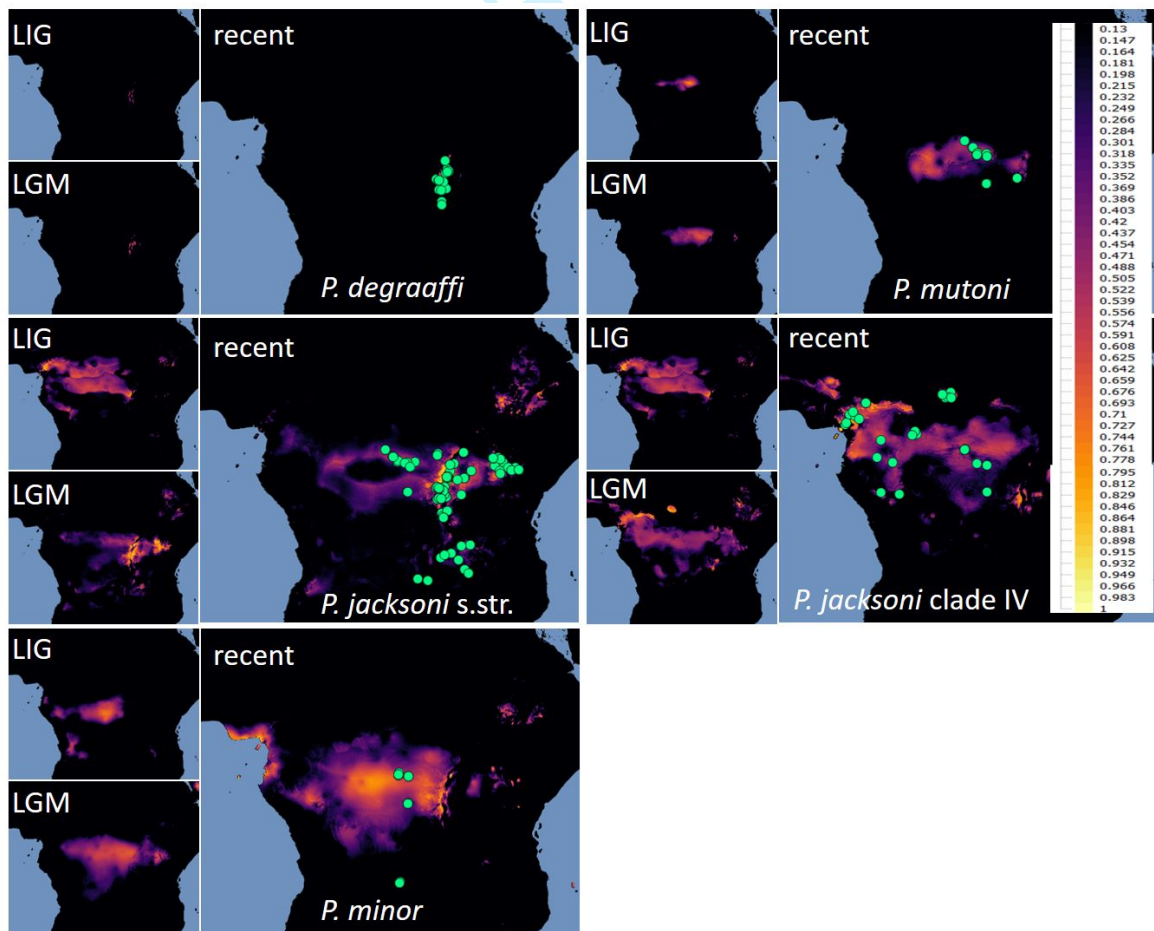 LIG
recent
LGM
P. degraaffi
LIG
recent
LGM
P. mutoni
0.13
0.147
0.164
0.181
0.198
0.215
0.232
0.249
0.266
0.284
0.301
0.318
0.335
0.352
0.369
0.386
0.403
0.42
0.437
0.454
0.471
0.488
0.505
0.522
0.539
0.556
0.574
0.591
0.608
0.625
0.642
0.659
0.676
0.693
0.71
0.727
0.744
0.761
0.778
0.795
0.812
0.829
0.846
0.864
0.881
0.898
0.915
0.932
0.949
0.966
0.983
1
LIG
recent
LGM
P. jacksoni s.str.
LIG
recent
LGM
P. jacksoni clade IV
LIG
recent
LGM
P. minor